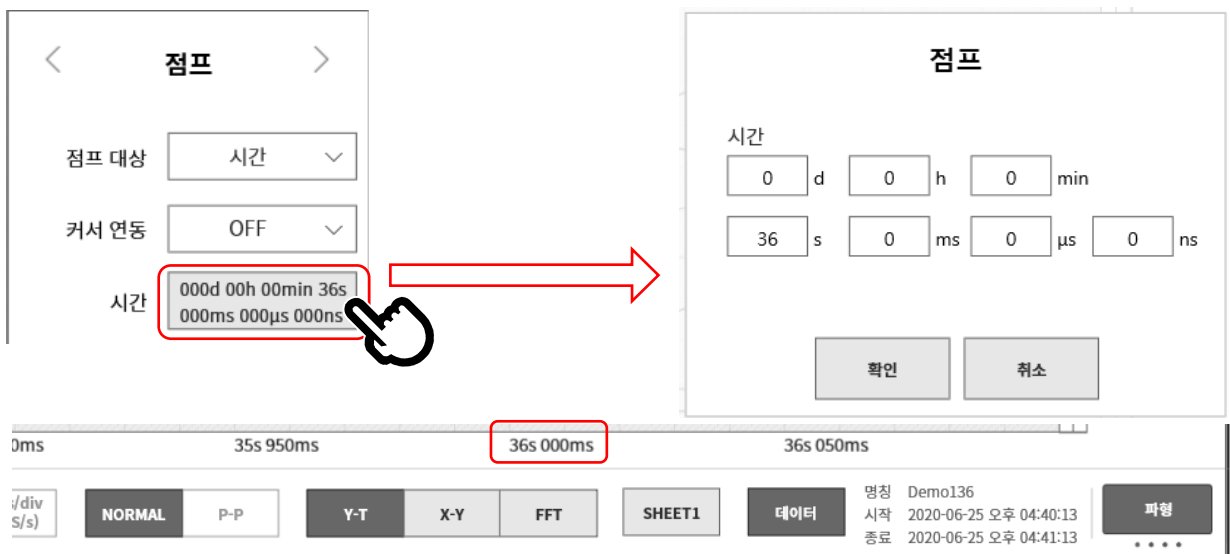 점프
점프 대상
시간
커서 연동
OFF
시간
000d 00h 00min 36s
000ms 000µs 000ns
점프
시간
0 d 0 h 0 min
36 s 0 ms 0 µs 0 ns
확인 취소
0ms 35s 950ms 36s 000ms 36s 050ms
s/div
S/s)
NORMAL P-P Y-T X-Y FFT SHEET1 데이터
명칭 Demo136
시작 2020-06-25 오후 04:40:13
종료 2020-06-25 오후 04:41:13
파형